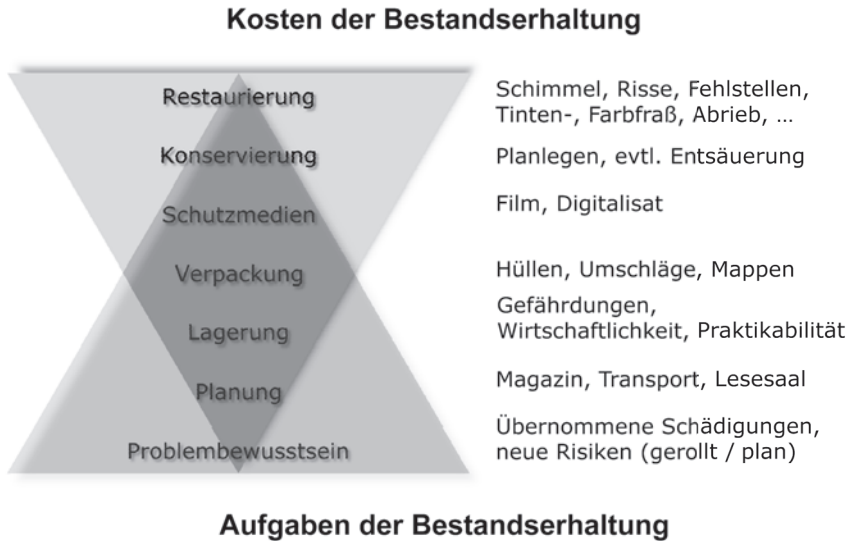 Kosten der Bestandserhaltung
Restaurierung
Schimmel, Risse, Fehlstellen,
Tinten-, Farbfraß, Abrieb, ...
Konservierung
Planlegen, evtl. Entsäuerung
Schutzmedien
Film, Digitalisat
Verpackung
Hüllen, Umschläge, Mappen
Lagerung
Gefährdungen,
Wirtschaftlichkeit, Praktikabilität
Planung
Magazin, Transport, Lesesaal
Problembewusstsein
Übernommene Schädigungen,
neue Risiken (gerollt / plan)
Aufgaben der Bestandserhaltung